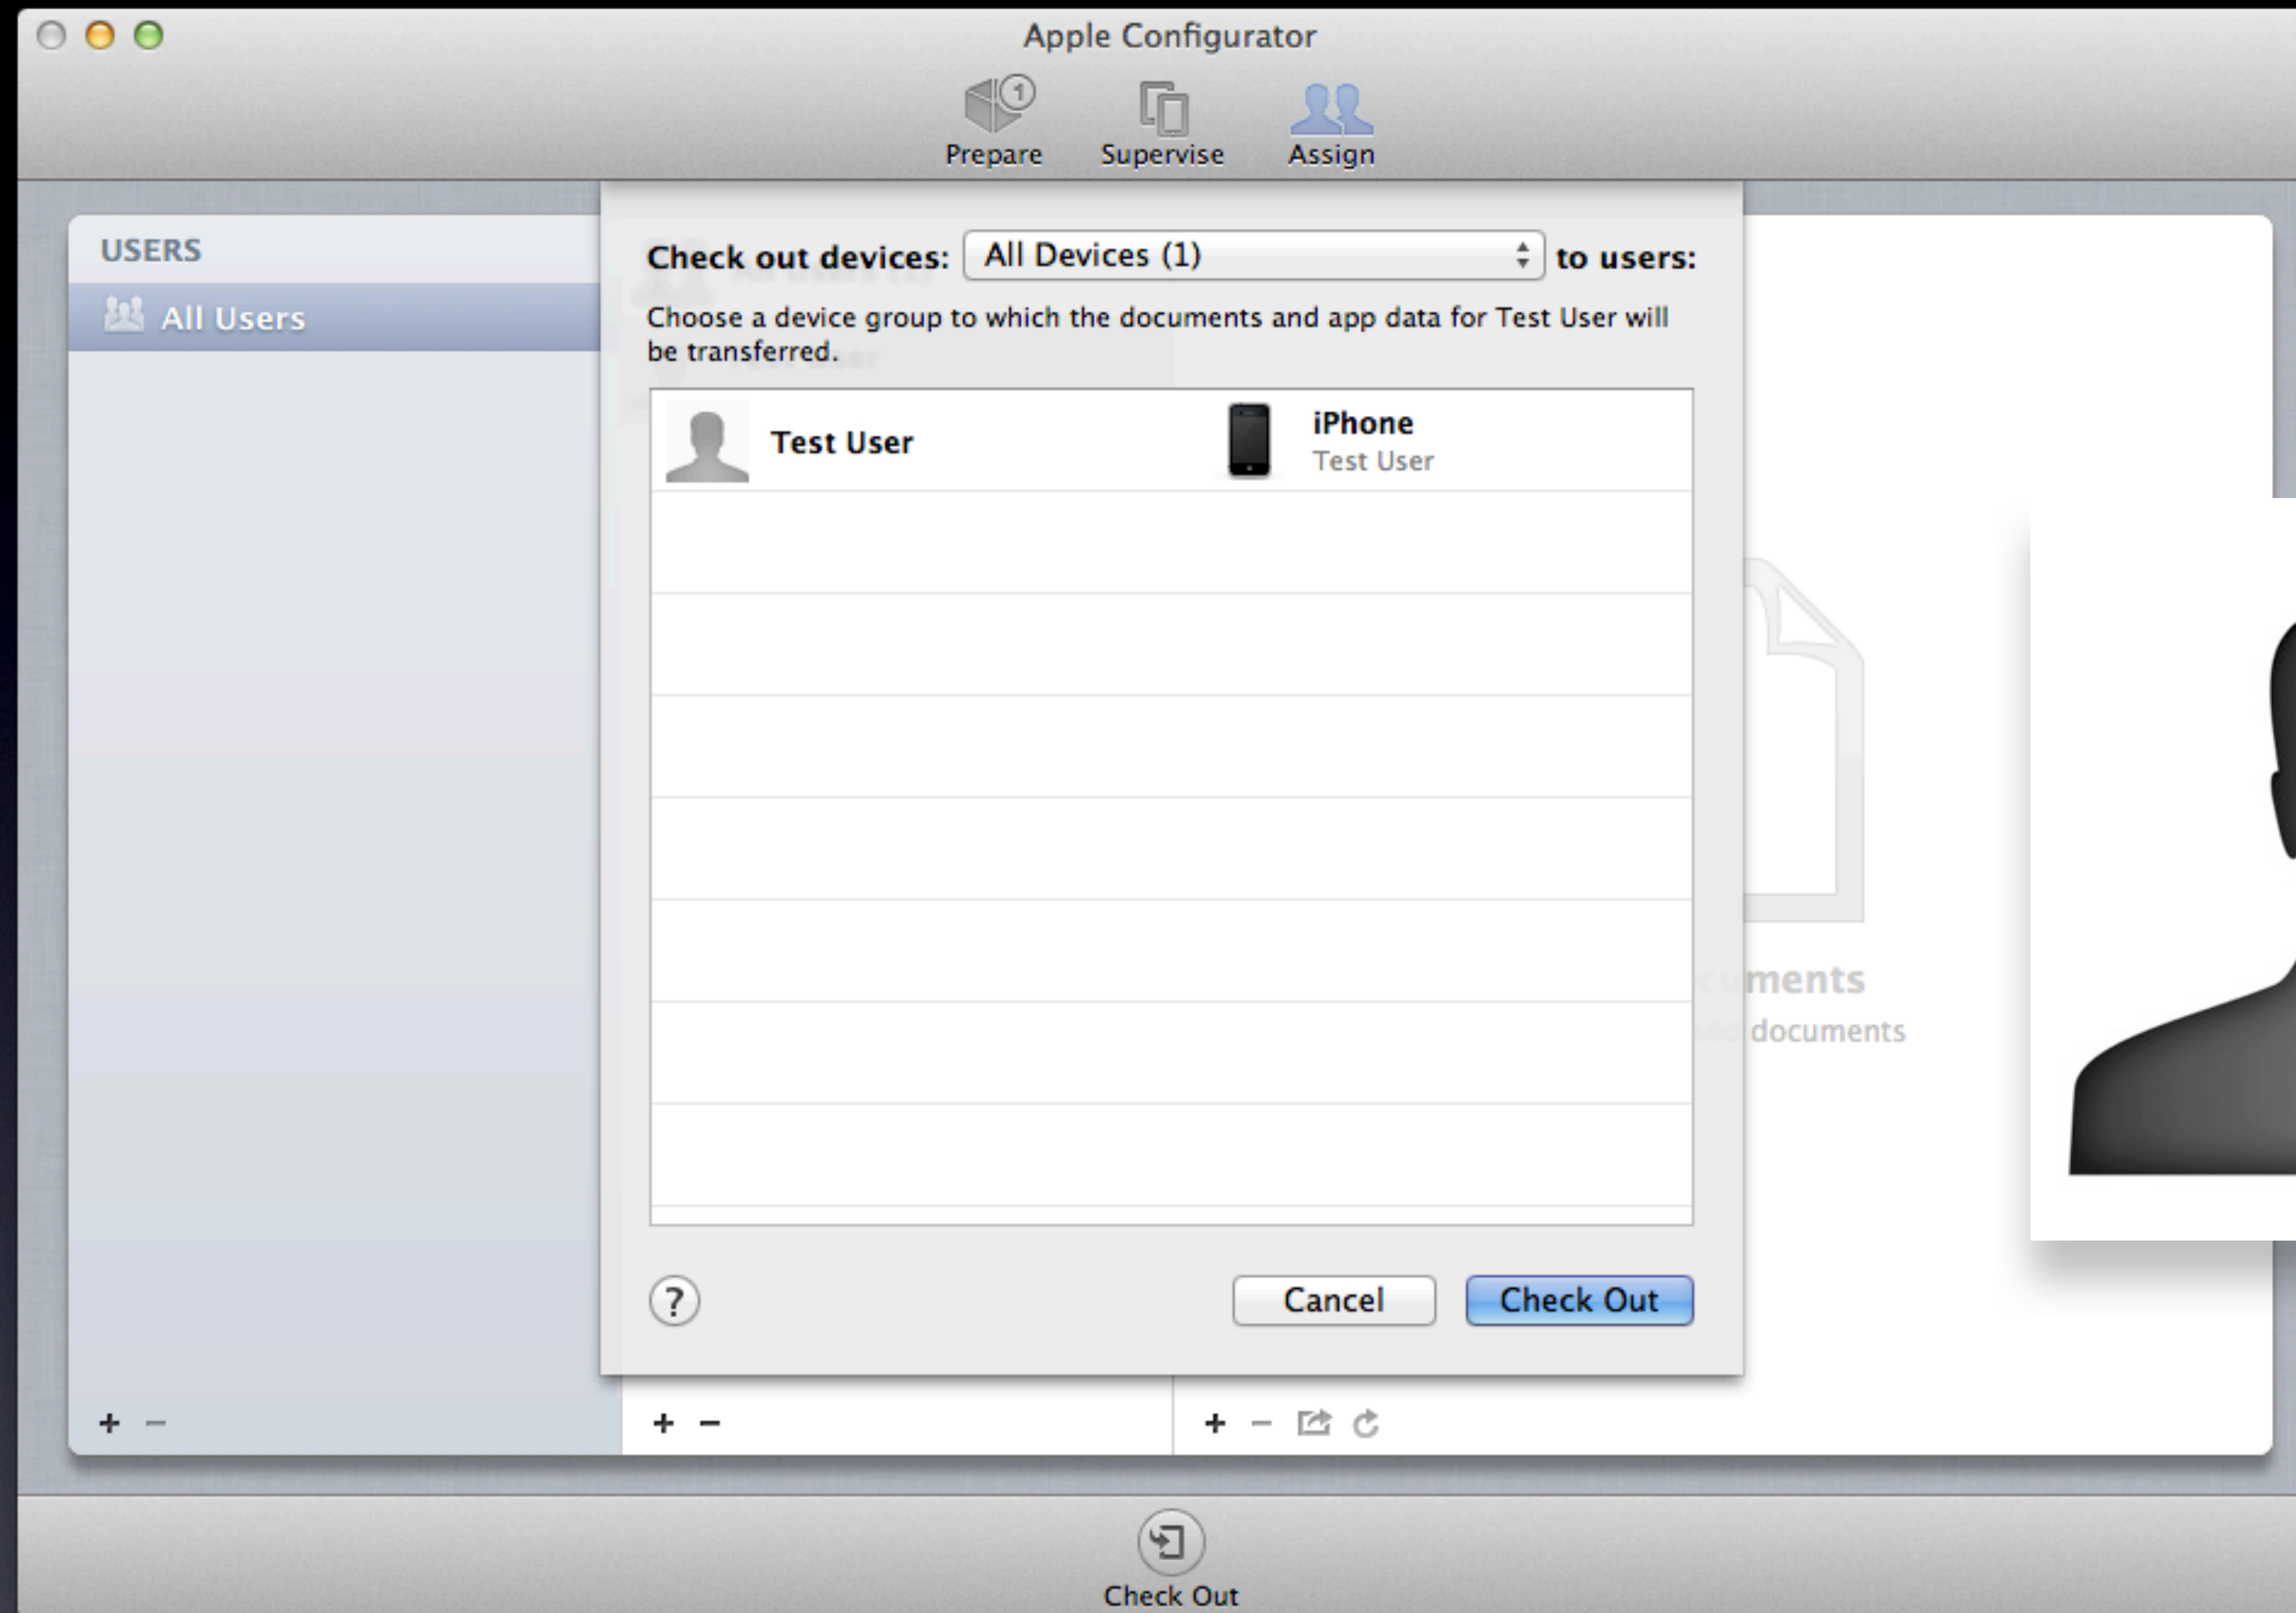 Apple Configurator
1
Prepare
Supervise
Assign
USERS
All Users
Check out devices: All Devices (1) to users:
Choose a device group to which the documents and app data for Test User will
be transferred.
Test User
iPhone
Test User
uments
documents
?
Cancel
Check Out
Check Out